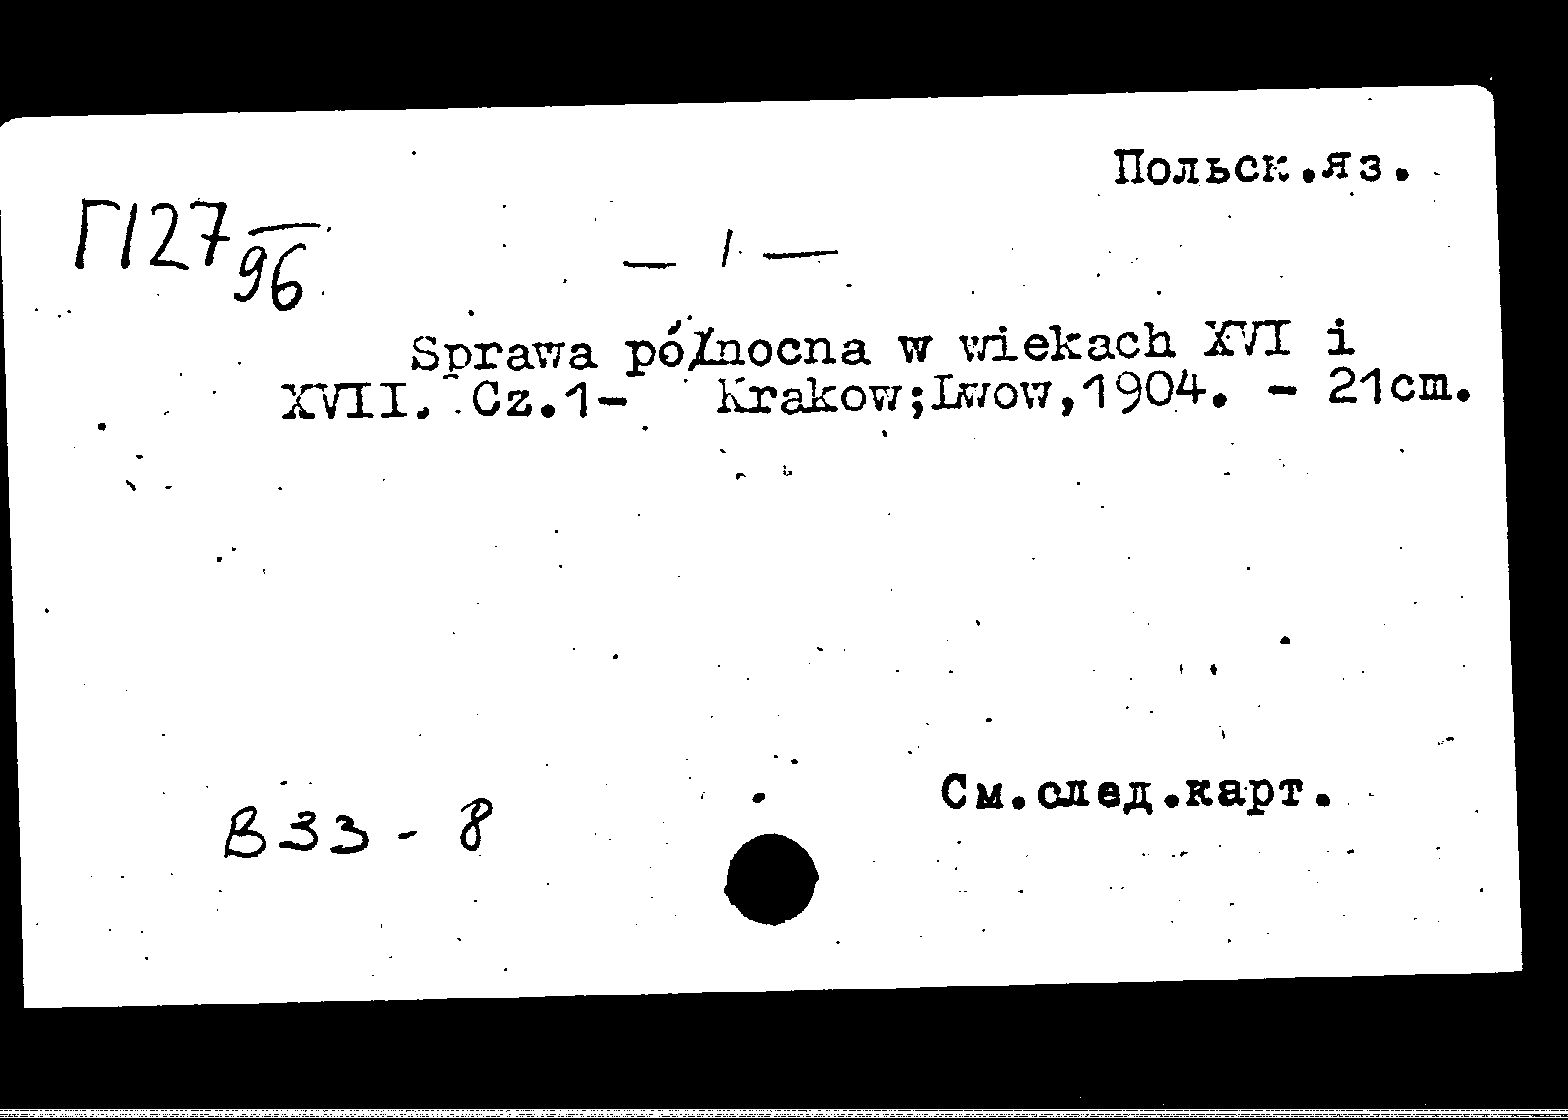 Польск.яз.
Г127 96
— 1 —
Sprawa północna w wiekach XVI i
XVII. Cz.1- Krakow;Lwow,1904. - 21cm.
См.след.карт.
В33 - 8